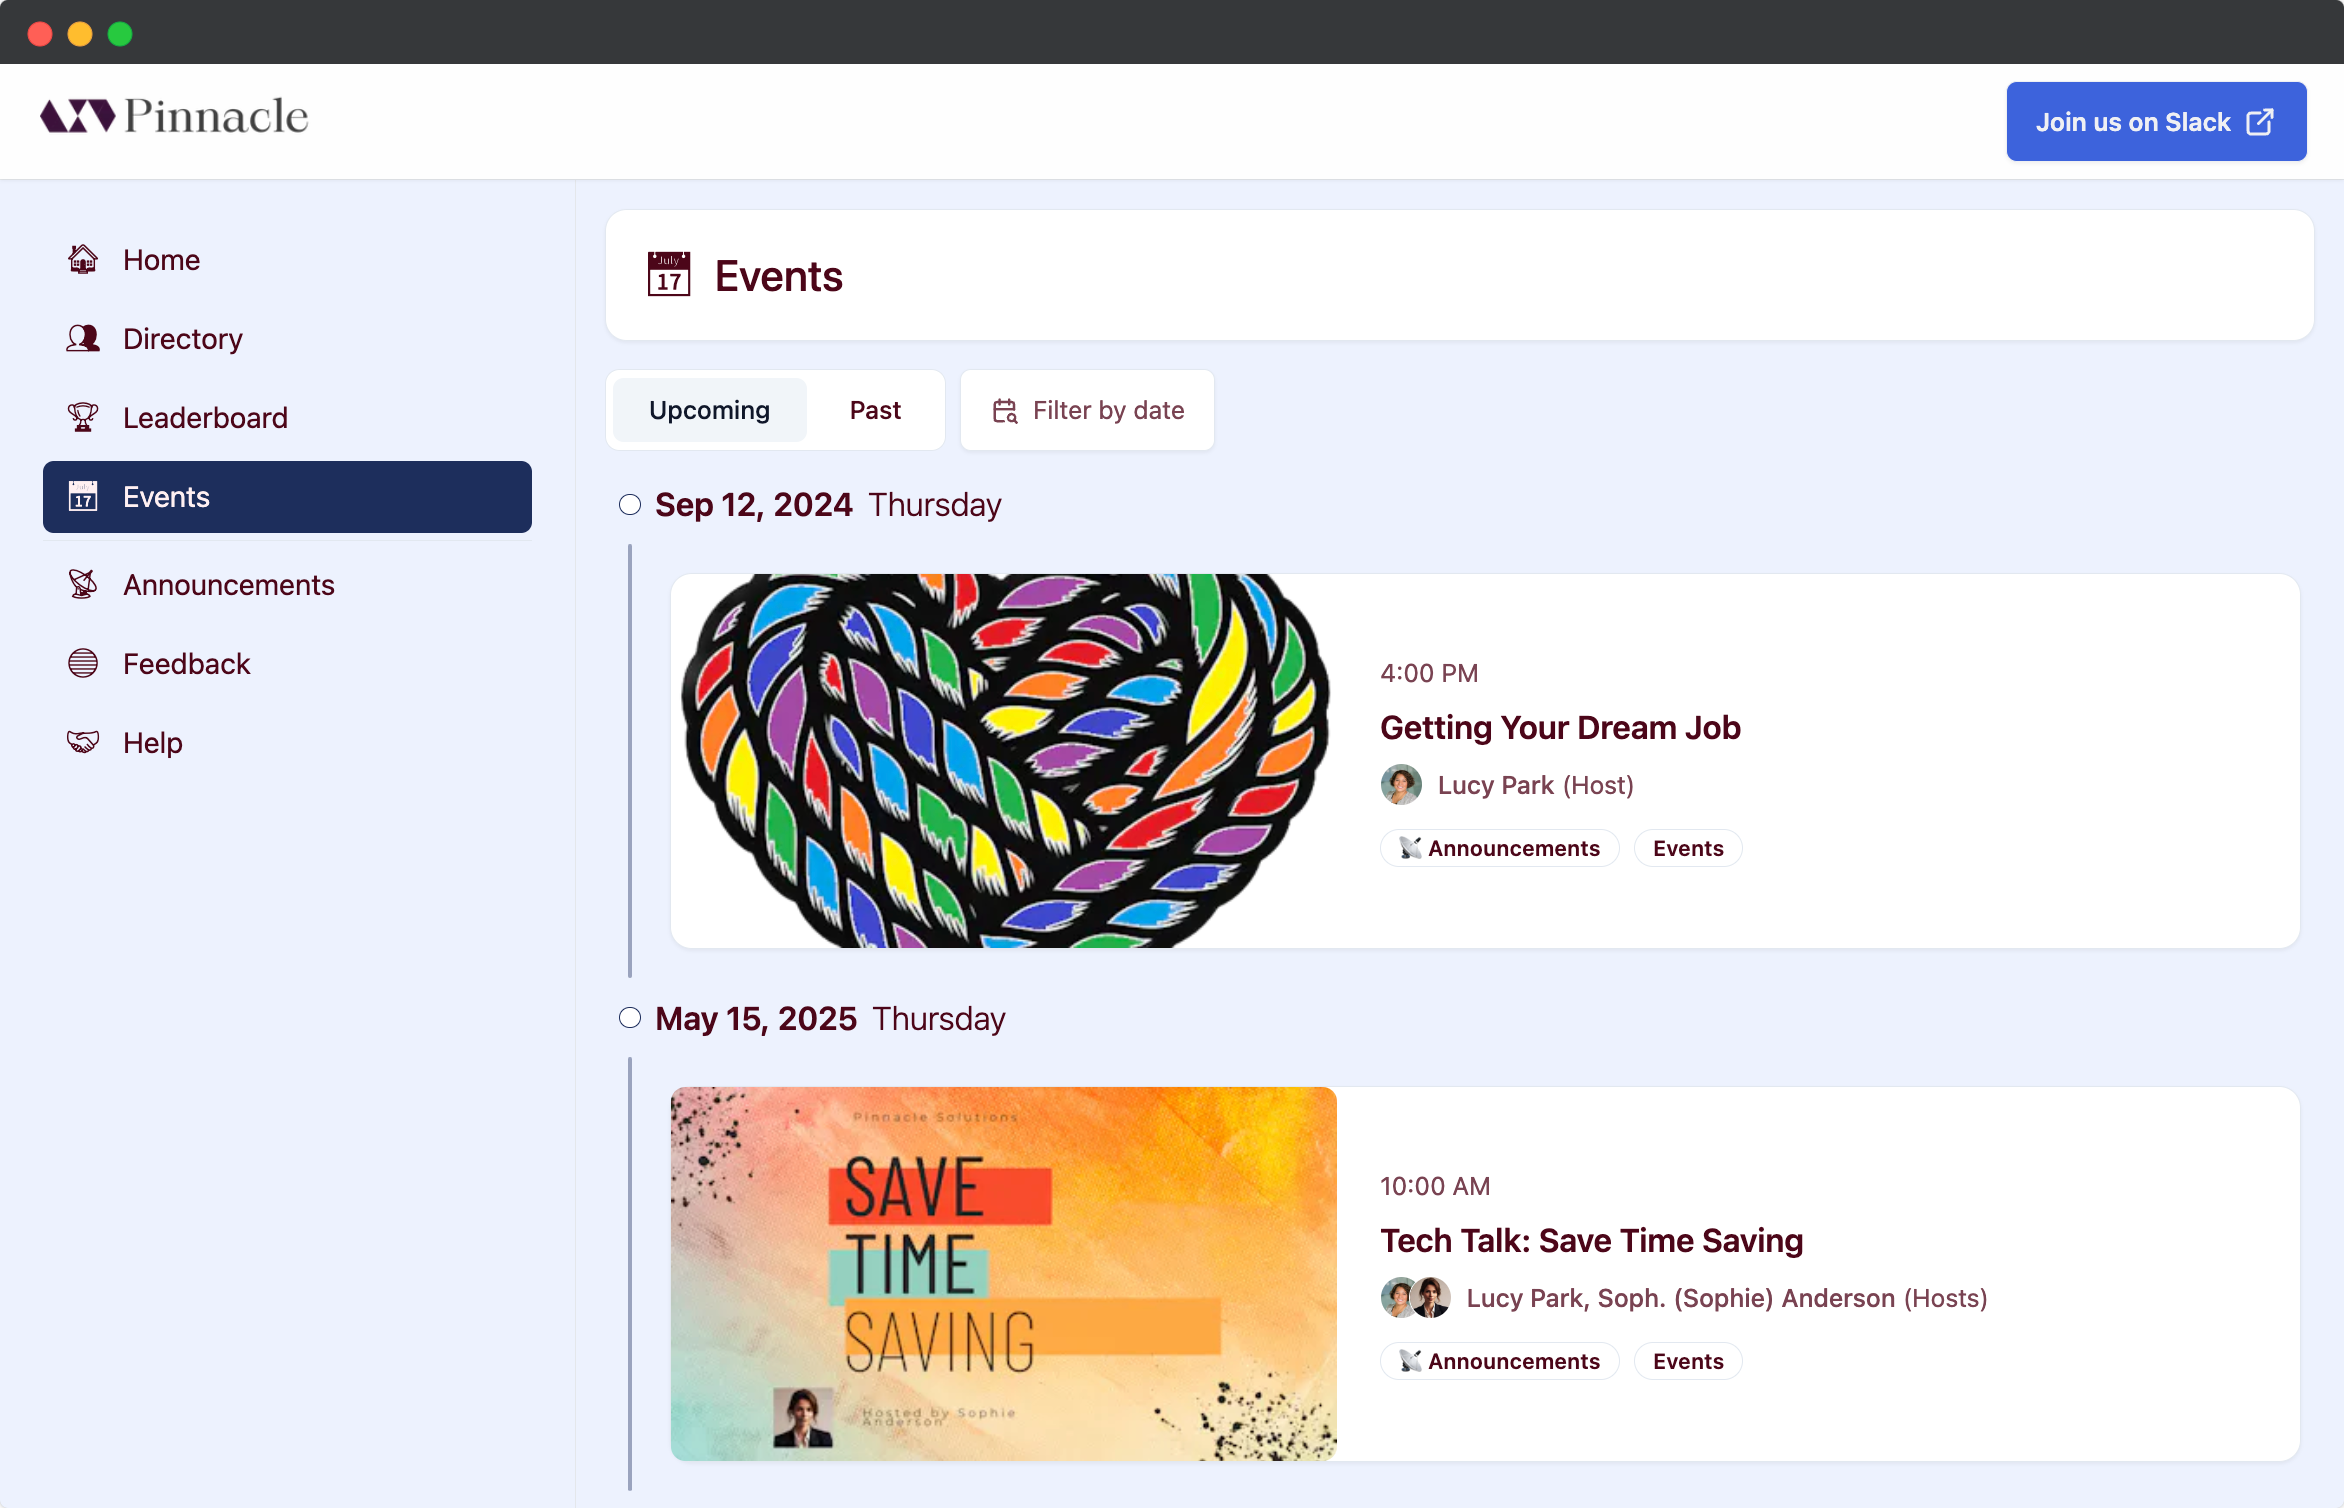 Pinnacle
Join us on Slack
Home
Directory
Leaderboard
July
17
Events
Announcements
Feedback
Help
July
17
Events
Upcoming
Past
Filter by date
Sep 12, 2024 Thursday
4:00 PM
Getting Your Dream Job
Lucy Park (Host)
Announcements
Events
May 15, 2025 Thursday
Pinnacle Solutions
SAVE
TIME
SAVING
Hosted by Sophie
Anderson
10:00 AM
Tech Talk: Save Time Saving
Lucy Park, Soph. (Sophie) Anderson (Hosts)
Announcements
Events